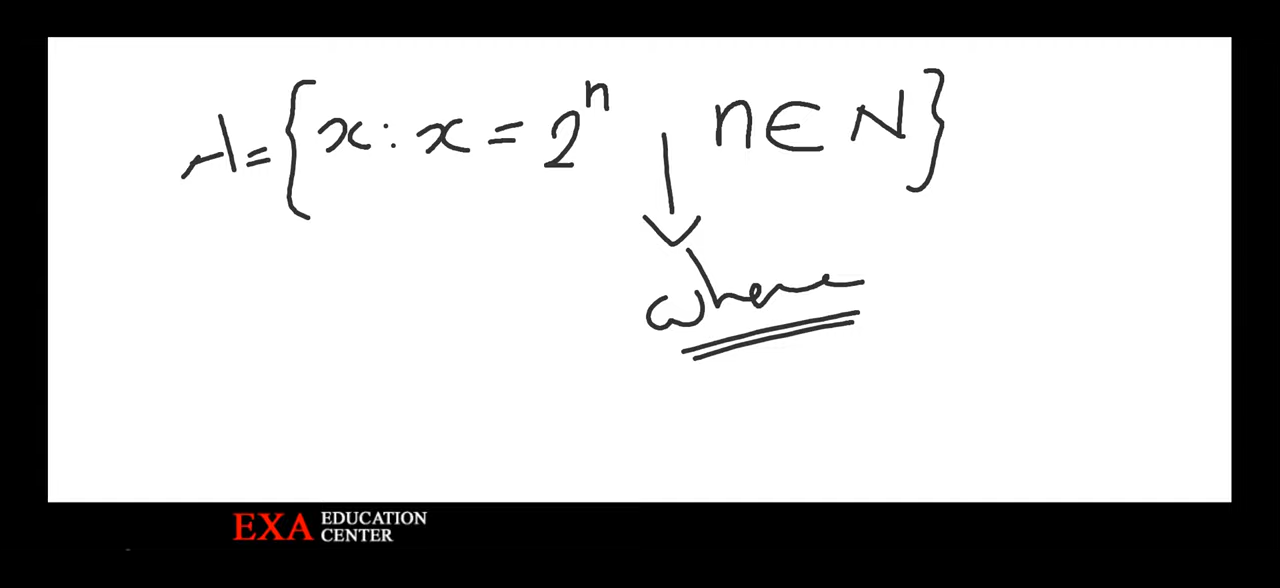 A = { x : x = 2^n , n ∈ N }
where
EXA EDUCATION CENTER